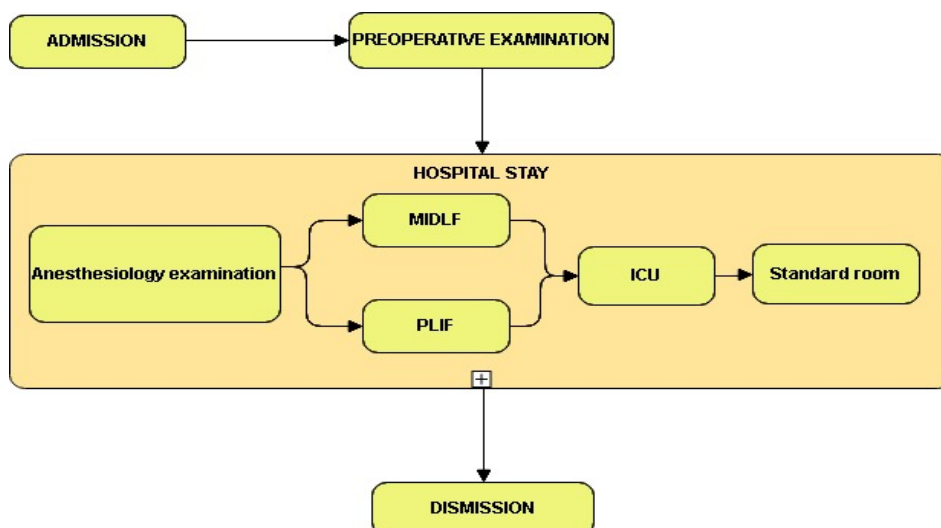 ADMISSION
PREOPERATIVE EXAMINATION
HOSPITAL STAY
Anesthesiology examination
MIDLF
PLIF
ICU
Standard room
DISMISSION